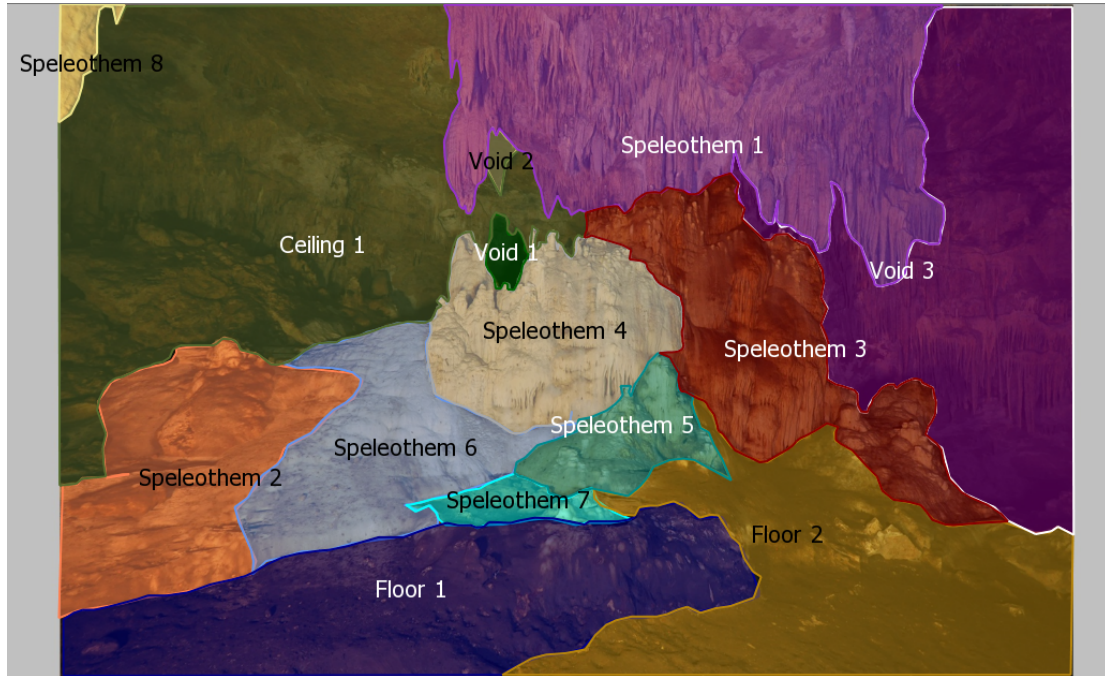 Speleothem 8
Speleothem 1
Void 2
Ceiling 1
Void 1
Void 3
Speleothem 4
Speleothem 3
Speleothem 5
Speleothem 6
Speleothem 2
Speleothem 7
Floor 2
Floor 1